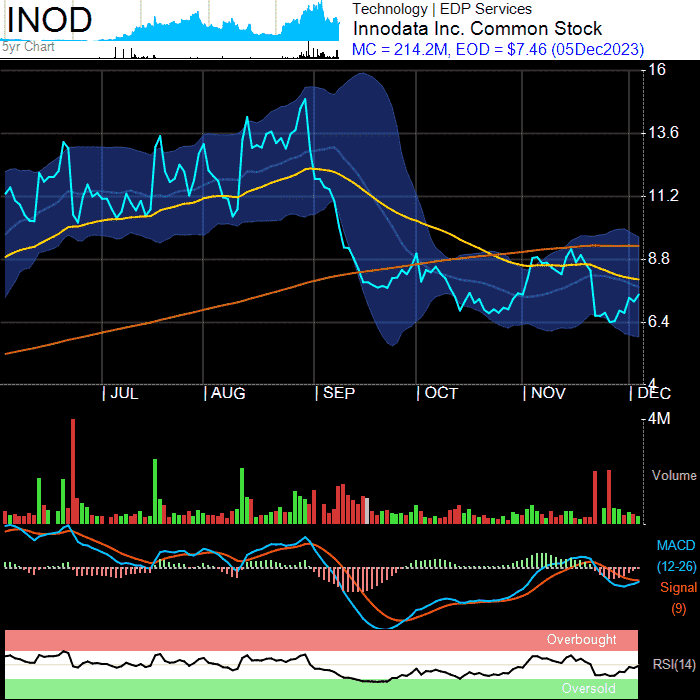 INOD
5yr Chart
Technology | EDP Services
Innodata Inc. Common Stock
MC = 214.2M, EOD = $7.46 (05Dec2023)
16
13.6
11.2
8.8
6.4
4
JUL
AUG
SEP
OCT
NOV
DEC
4M
Volume
MACD
(12-26)
Signal
(9)
Overbought
RSI(14)
Oversold